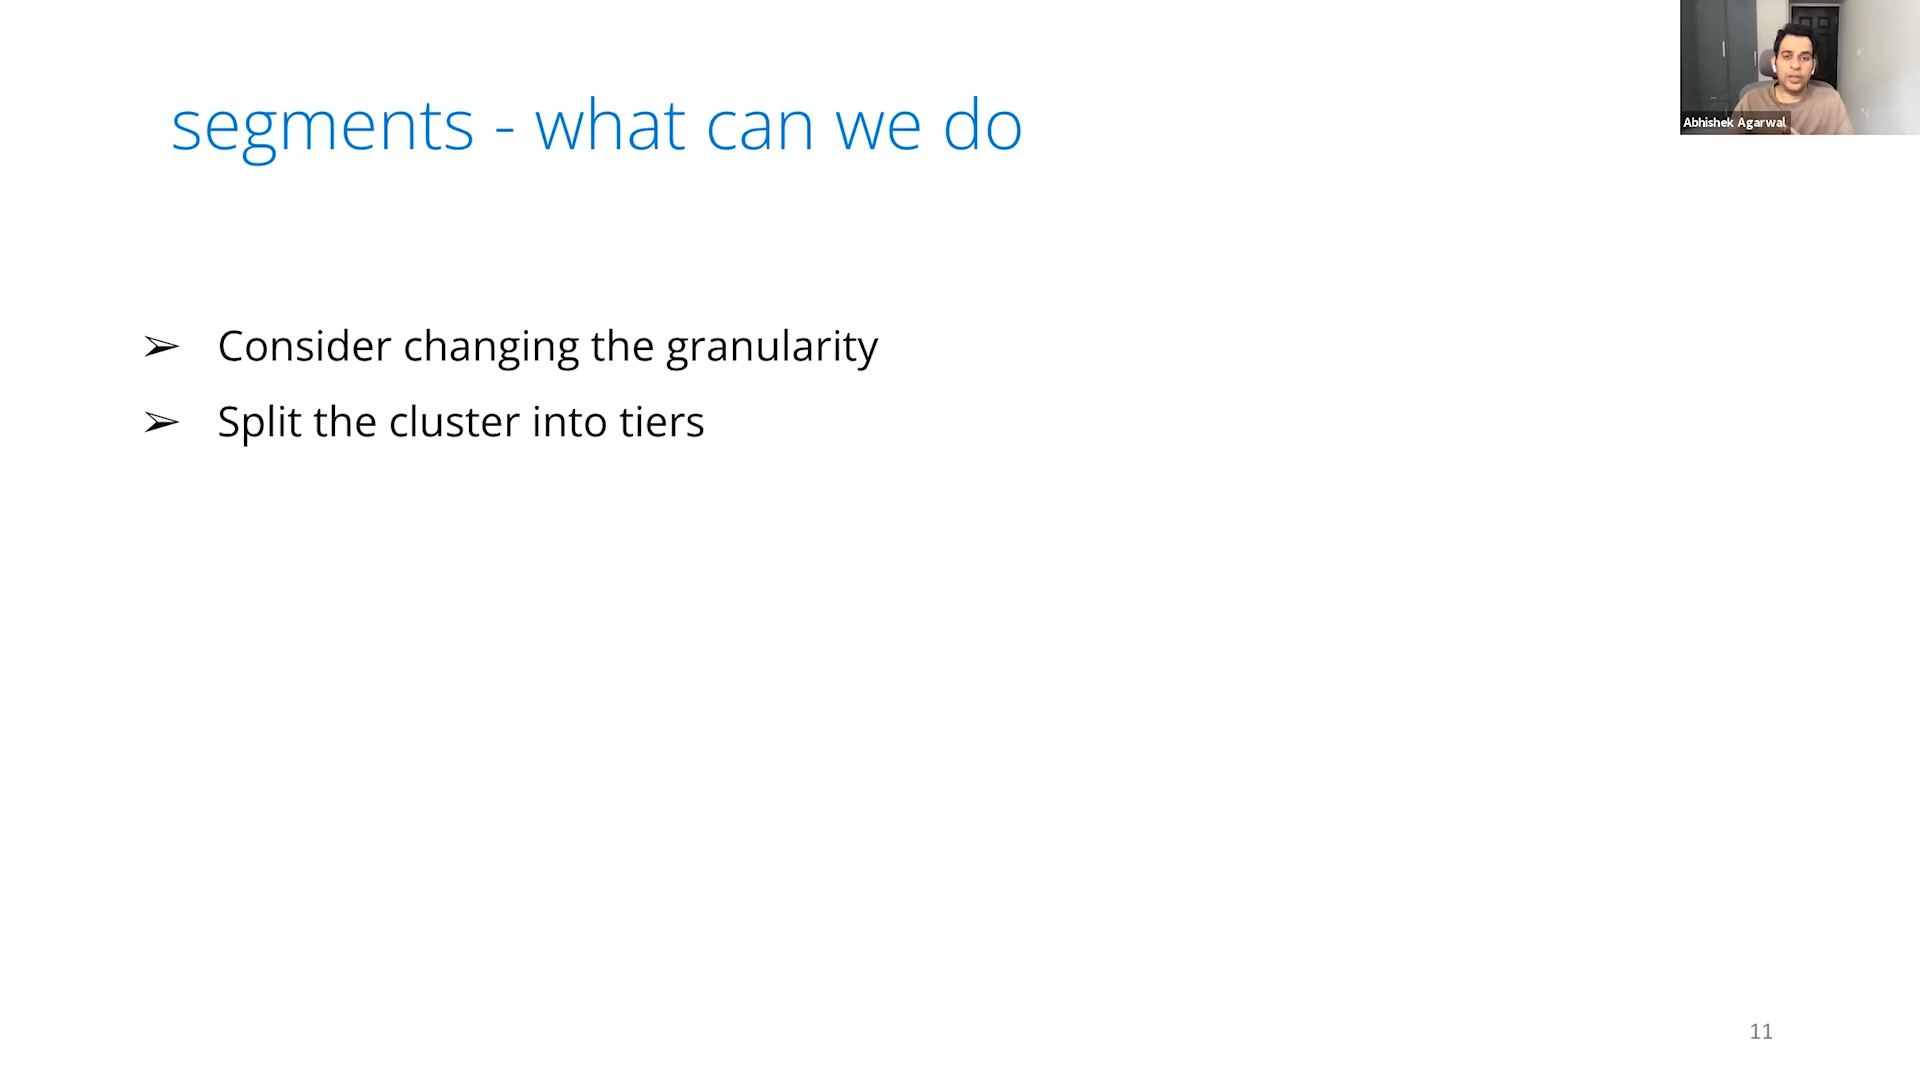 segments - what can we do
Abhishek Agarwal
➢ Consider changing the granularity
➢ Split the cluster into tiers
11